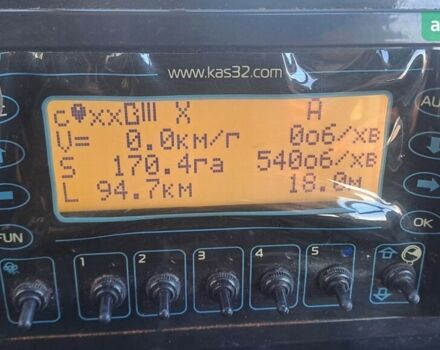 a
www.kas32.com
X A
V= 0.0км/г 0об/хв
S 170.4га 540об/хв
L 94.7км 18.0м
AU
OK
FUN
1 2 3 4 5